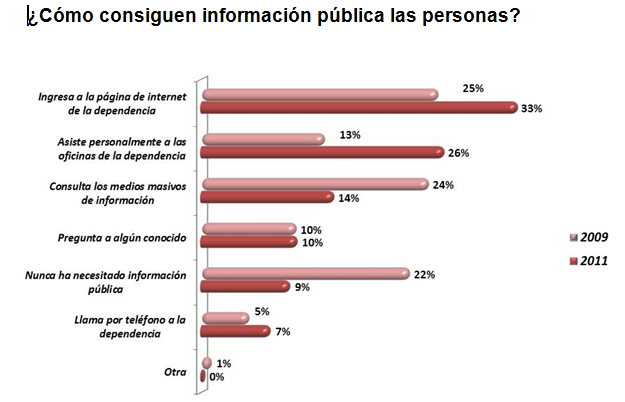 ¿Cómo consiguen información pública las personas?
Ingresa a la página de internet
de la dependencia
25%
33%
Asiste personalmente a las
oficinas de la dependencia
13%
26%
Consulta los medios masivos
de información
24%
14%
Pregunta a algún conocido
10%
10%
Nunca ha necesitado información
pública
22%
9%
Llama por teléfono a la
dependencia
5%
7%
Otra
1%
0%
2009
2011